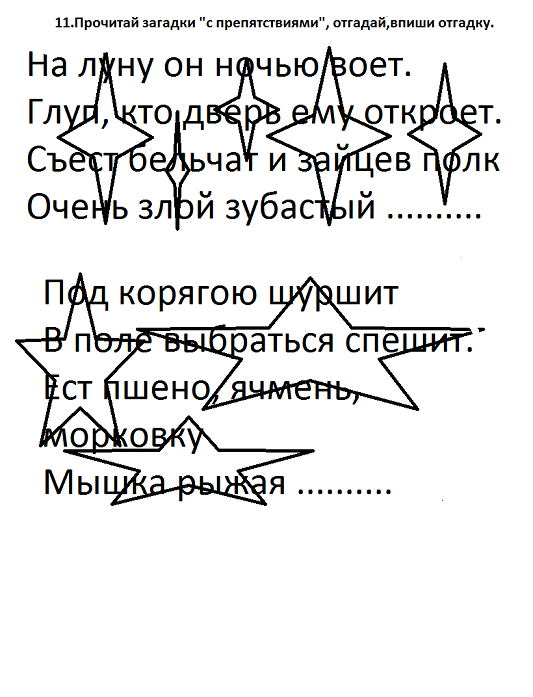 11.Прочитай загадки "с препятствиями", отгадай,впиши отгадку.
На луну он ночью воет.
Глуп, кто дверь ему откроет.
Съест бельчат и зайцев полк
Очень злой зубастый ..........
Под корягою шуршит
В поле выбраться спешит.
Ест пшено, ячмень,
морковку
Мышка рыжая ..........